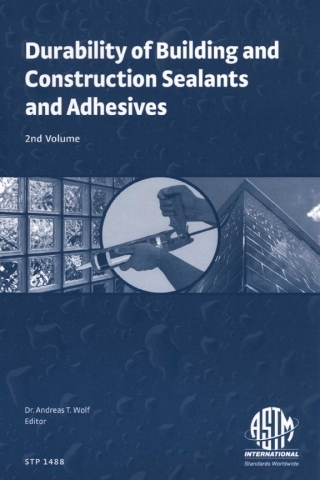 Durability of Building and
Construction Sealants
and Adhesives
2nd Volume
Dr. Andreas T. Wolf
Editor
STP 1488
ASTM
INTERNATIONAL
Standards Worldwide